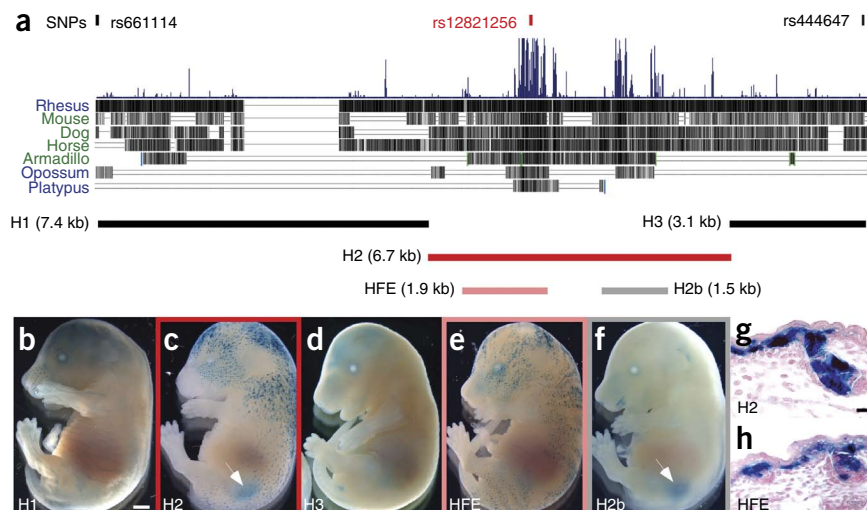 a
SNPs rs661114 rs12821256 rs444647
Rhesus
Mouse
Dog
Horse
Armadillo
Opossum
Platypus
H1 (7.4 kb) H3 (3.1 kb)
H2 (6.7 kb)
HFE (1.9 kb) H2b (1.5 kb)
b c d e f g
H2
h
H1 H2 H3 HFE H2b HFE